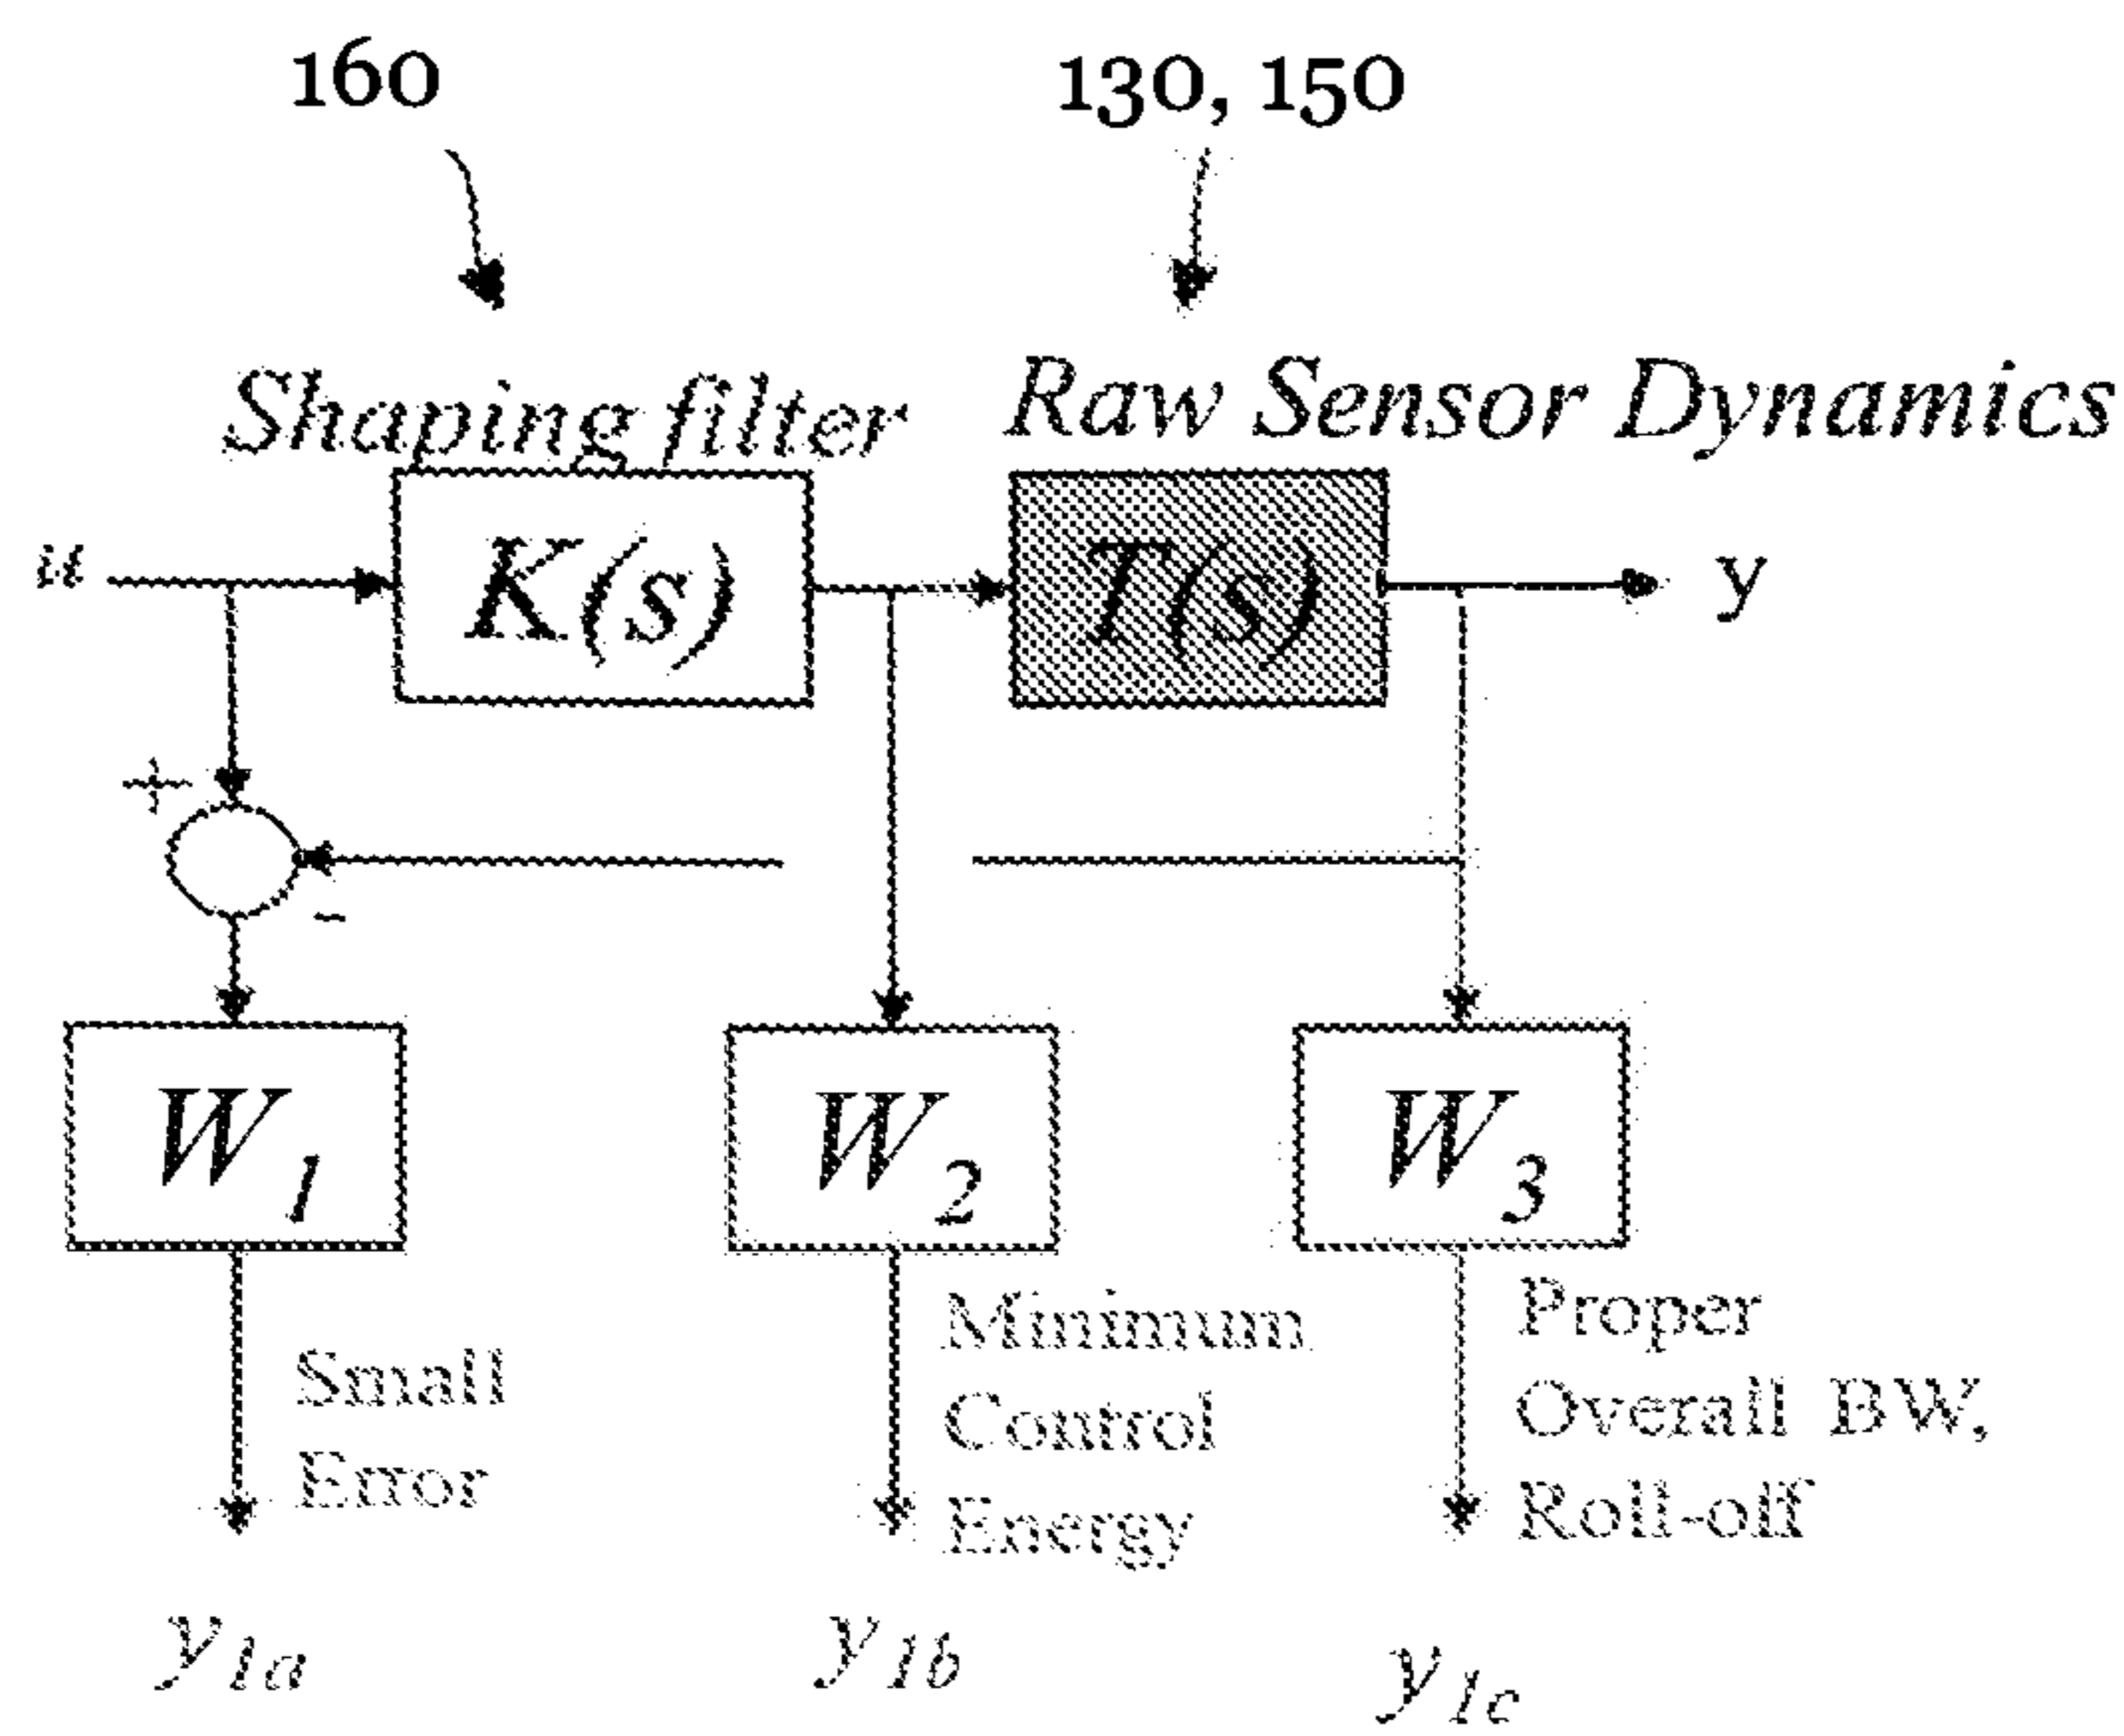 160
130, 150
Shaping filter
Raw Sensor Dynamics
u
K(s)
T(s)
y
+
-
W1
W2
W3
Small
Error
Minimum
Control
Energy
Proper
Overall BW,
Roll-off
y1a
y1b
y1c